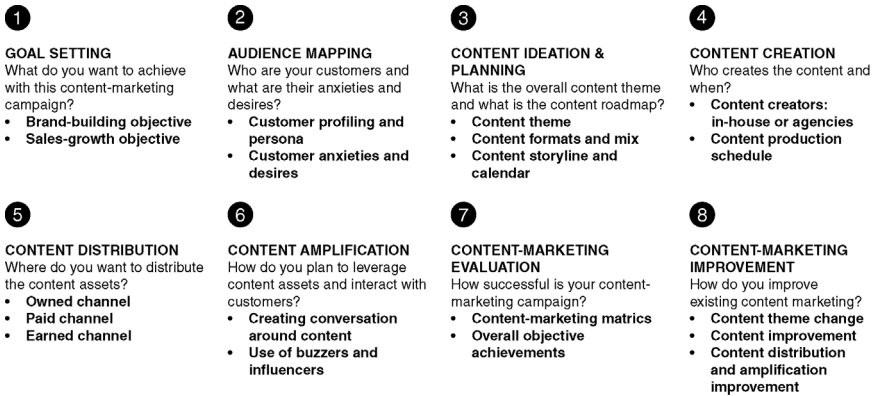 1
GOAL SETTING
What do you want to achieve
with this content-marketing
campaign?
• Brand-building objective
• Sales-growth objective
2
AUDIENCE MAPPING
Who are your customers and
what are their anxieties and
desires?
• Customer profiling and
persona
• Customer anxieties and
desires
3
CONTENT IDEATION &
PLANNING
What is the overall content theme
and what is the content roadmap?
• Content theme
• Content formats and mix
• Content storyline and
calendar
4
CONTENT CREATION
Who creates the content and
when?
• Content creators:
in-house or agencies
• Content production
schedule
5
CONTENT DISTRIBUTION
Where do you want to distribute
the content assets?
• Owned channel
• Paid channel
• Earned channel
6
CONTENT AMPLIFICATION
How do you plan to leverage
content assets and interact with
customers?
• Creating conversation
around content
• Use of buzzers and
influencers
7
CONTENT-MARKETING
EVALUATION
How successful is your content-
marketing campaign?
• Content-marketing matrics
• Overall objective
achievements
8
CONTENT-MARKETING
IMPROVEMENT
How do you improve
existing content marketing?
• Content theme change
• Content improvement
• Content distribution
and amplification
improvement